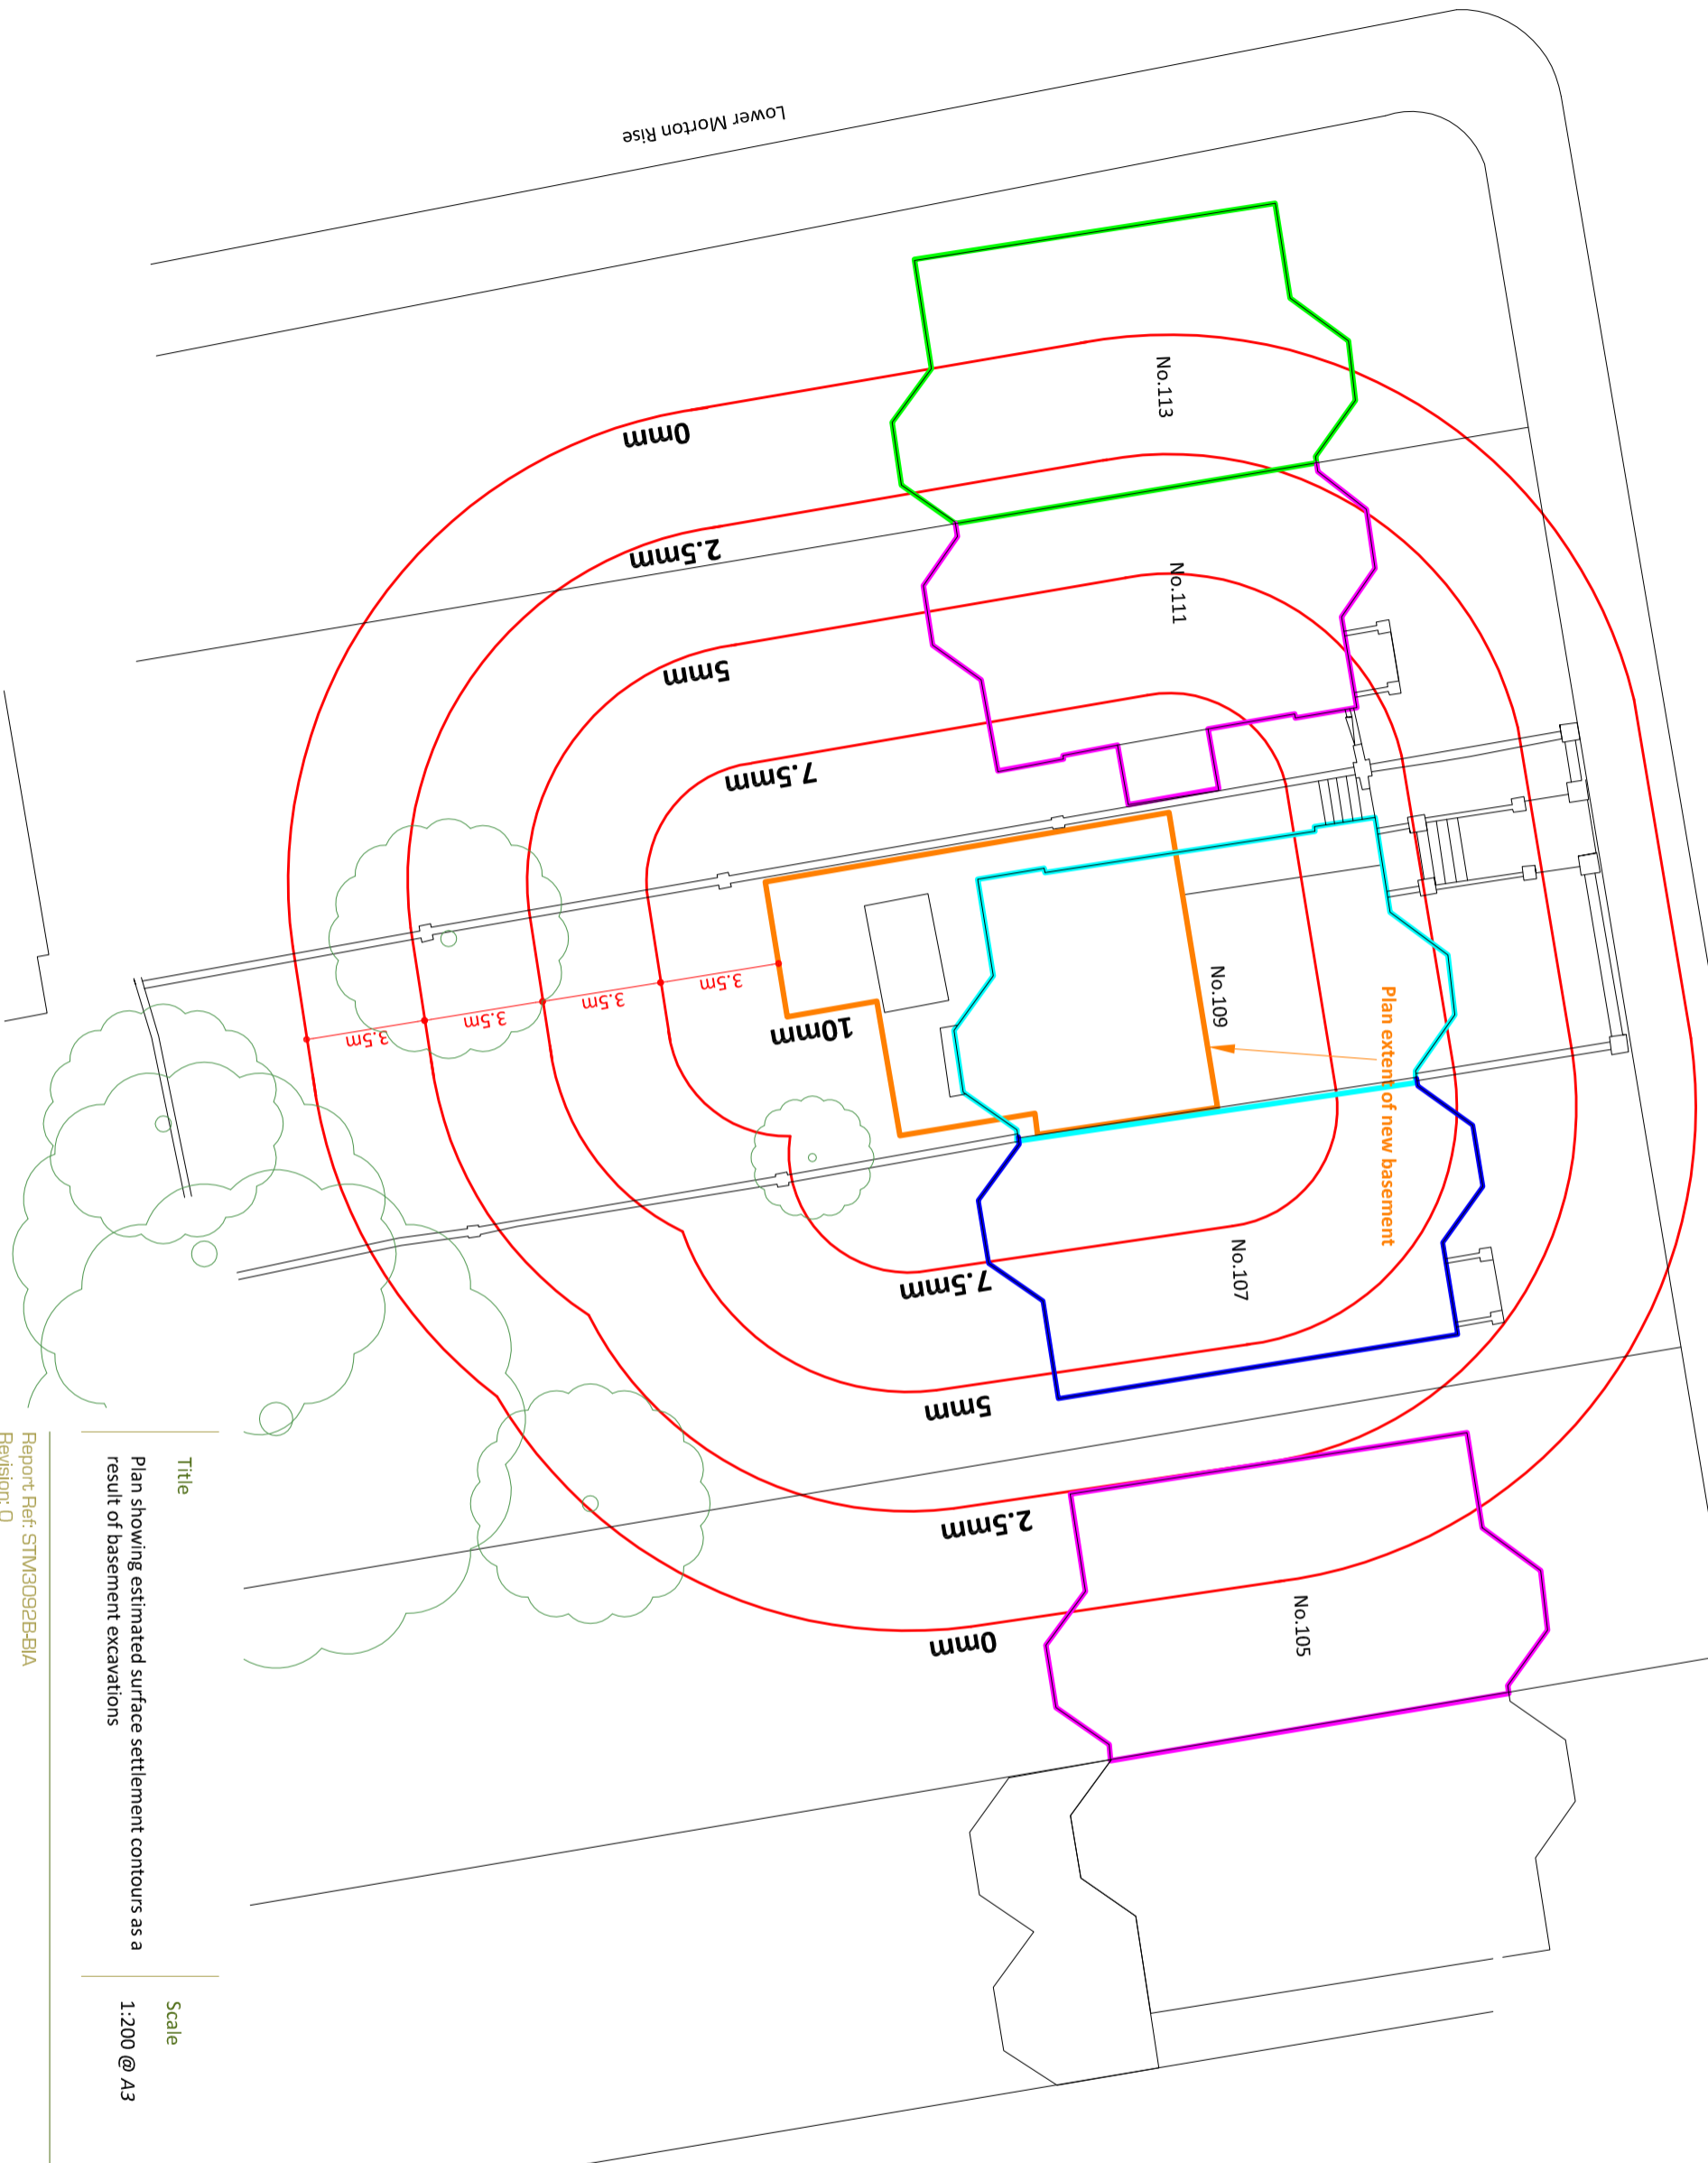 Lower Morton Rise
No.113
0mm
2.5mm
No.111
5mm
7.5mm
3.5m
3.5m
3.5m
3.5m
10mm
No.109
Plan extent of new basement
7.5mm
No.107
5mm
2.5mm
0mm
No.105
Title
Plan showing estimated surface settlement contours as a
result of basement excavations
Scale
1:200 @ A3
Report Ref: STM3092B-BIA
Revision: 0